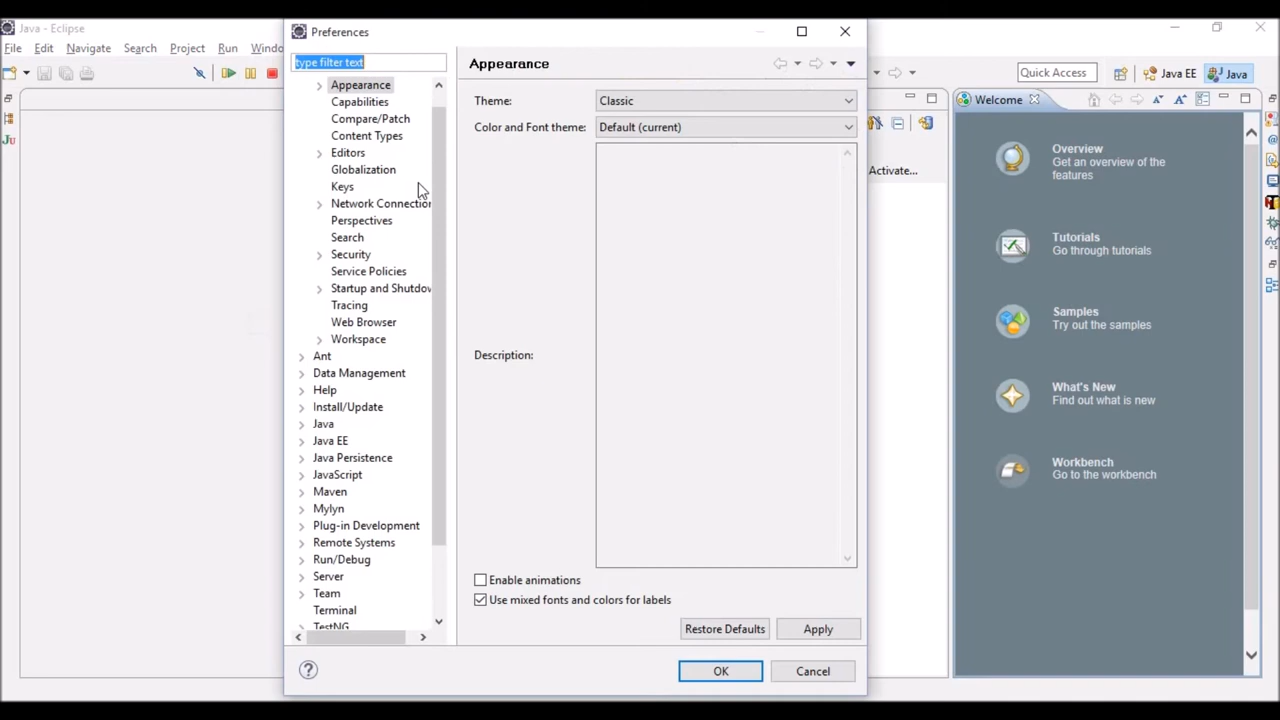 Java - Eclipse
File Edit Navigate Search Project Run Windo
Quick Access
Java EE
Java
Ju
Activate...
Preferences
type filter text
Appearance
Capabilities
Compare/Patch
Content Types
Editors
Globalization
Keys
Network Connection
Perspectives
Search
Security
Service Policies
Startup and Shutdow
Tracing
Web Browser
Workspace
Ant
Data Management
Help
Install/Update
Java
Java EE
Java Persistence
JavaScript
Maven
Mylyn
Plug-in Development
Remote Systems
Run/Debug
Server
Team
Terminal
TestNG
Appearance
Theme: Classic
Color and Font theme: Default (current)
Description:
Enable animations
Use mixed fonts and colors for labels
Restore Defaults Apply
OK Cancel
Welcome
Overview
Get an overview of the
features
Tutorials
Go through tutorials
Samples
Try out the samples
What's New
Find out what is new
Workbench
Go to the workbench